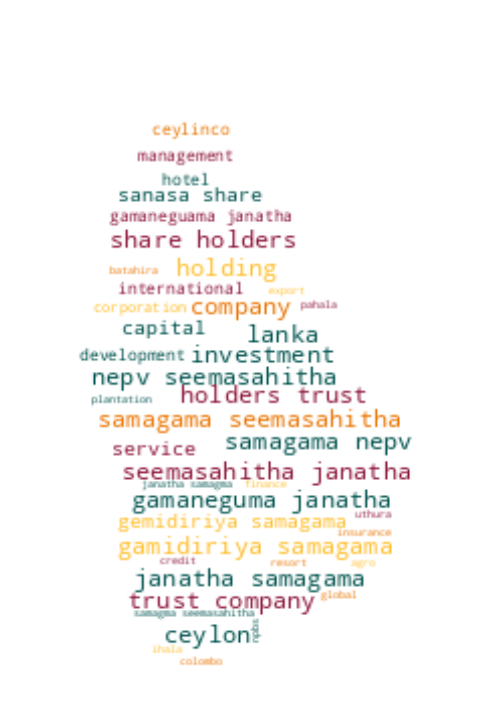 ceylinco
management
hotel
sanasa share
gamaneguama janatha
share holders
batahira holding
international export
corporation company pahala
capital lanka
development investment
nepv seemasahitha
plantation holders trust
samagama seemasahitha
service samagama nepv
seemasahitha janatha
janatha samagma finance
gamaneguma janatha
gemidiriya samagama uthura
insurance
gamidiriya samagama
credit resort agro
janatha samagama
trust company global
samagma seemasahitha
ceylon npbs
ihala
colombo